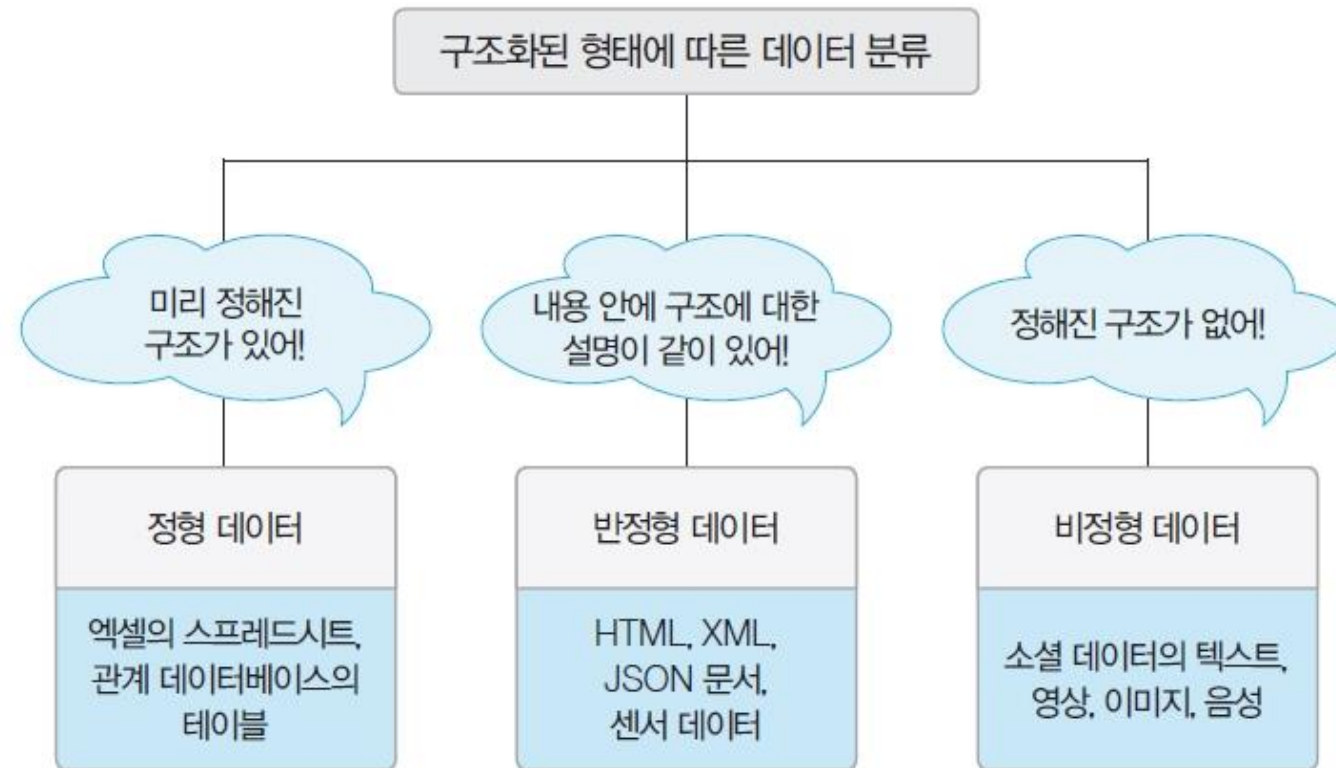 구조화된 형태에 따른 데이터 분류
미리 정해진
구조가 있어!
내용 안에 구조에 대한
설명이 같이 있어!
정해진 구조가 없어!
정형 데이터
반정형 데이터
비정형 데이터
엑셀의 스프레드시트,
관계 데이터베이스의
테이블
HTML, XML,
JSON 문서,
센서 데이터
소셜 데이터의 텍스트,
영상, 이미지, 음성